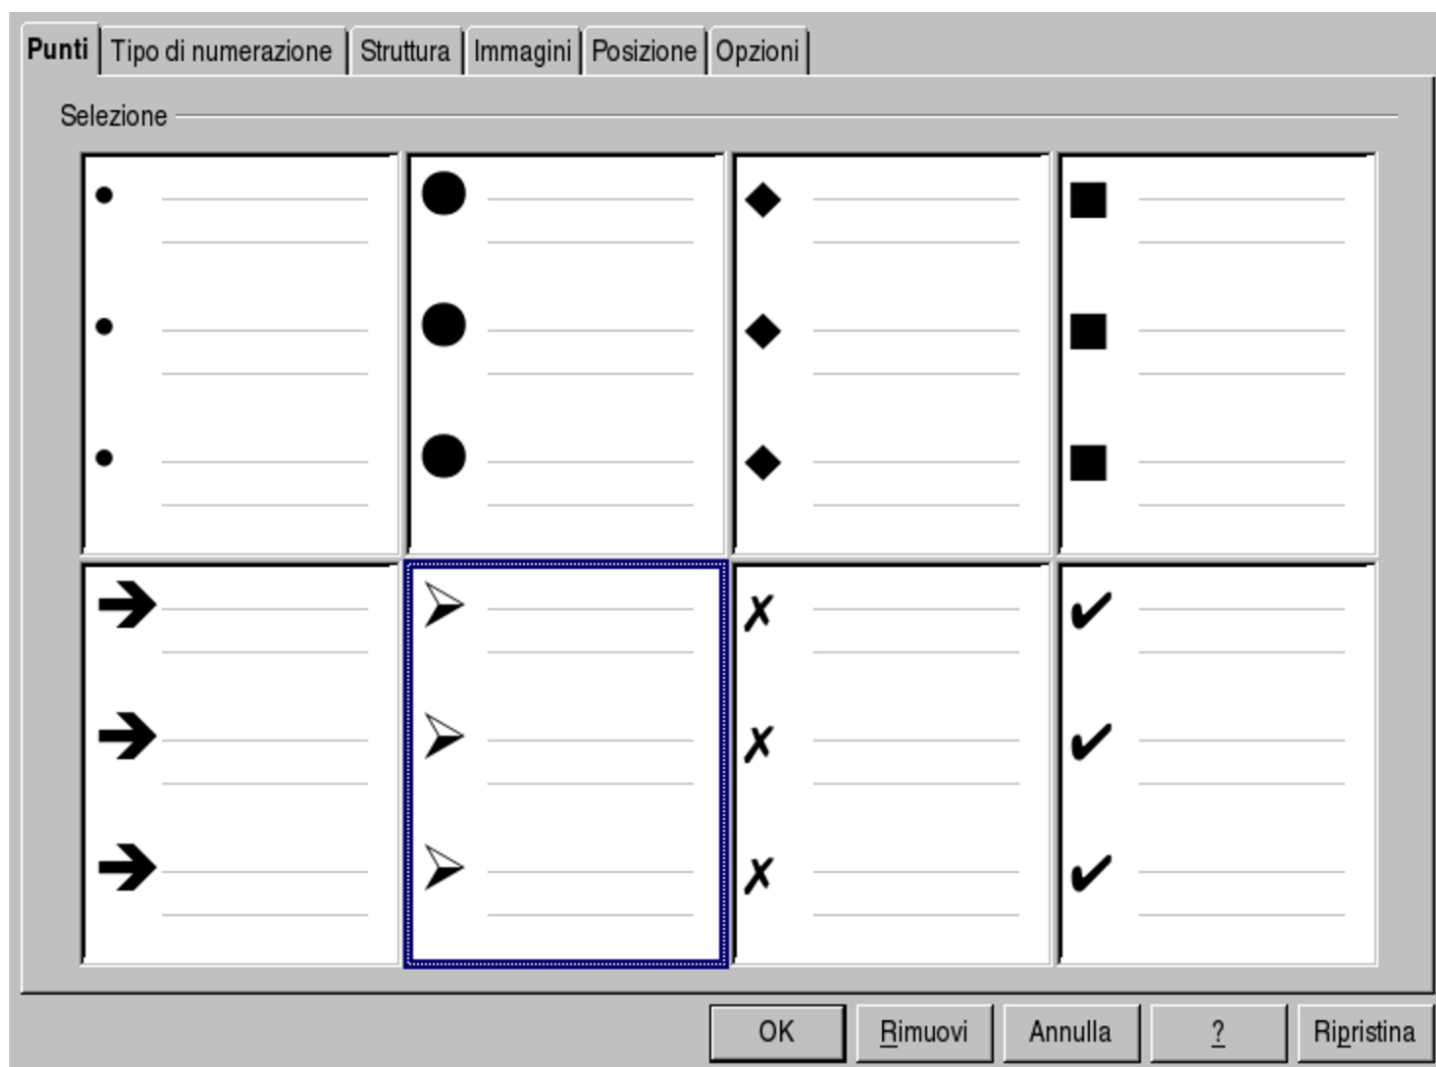 Punti Tipo di numerazione Struttura Immagini Posizione Opzioni
Selezione
OK Rimuovi Annulla ? Ripristina